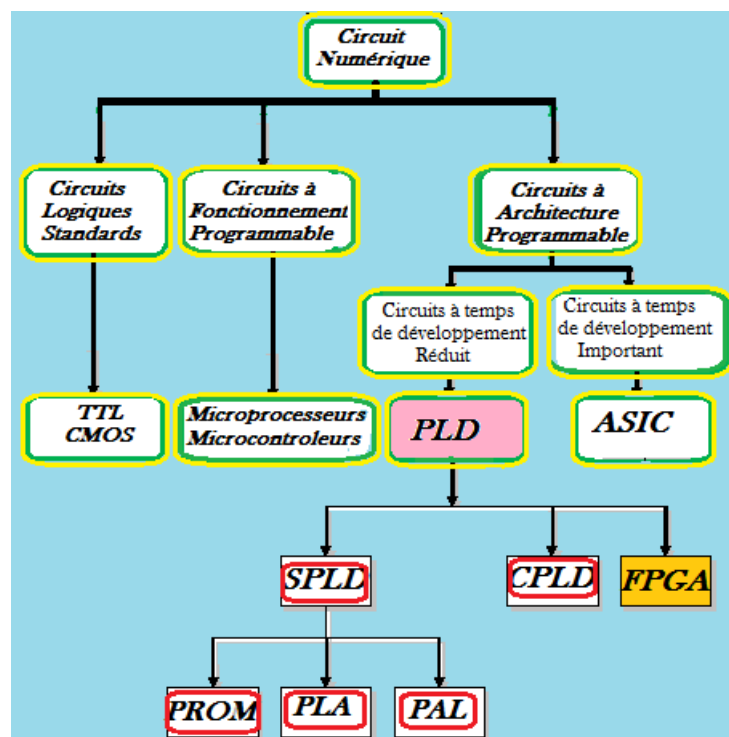 Circuit
Numérique
Circuits
Logiques
Standards
Circuits à
Fonctionnement
Programmable
Circuits à
Architecture
Programmable
Circuits à temps
de développement
Réduit
Circuits à temps
de développement
Important
TTL
CMOS
Microprocesseurs
Microcontroleurs
PLD
ASIC
SPLD
CPLD
FPGA
PROM
PLA
PAL